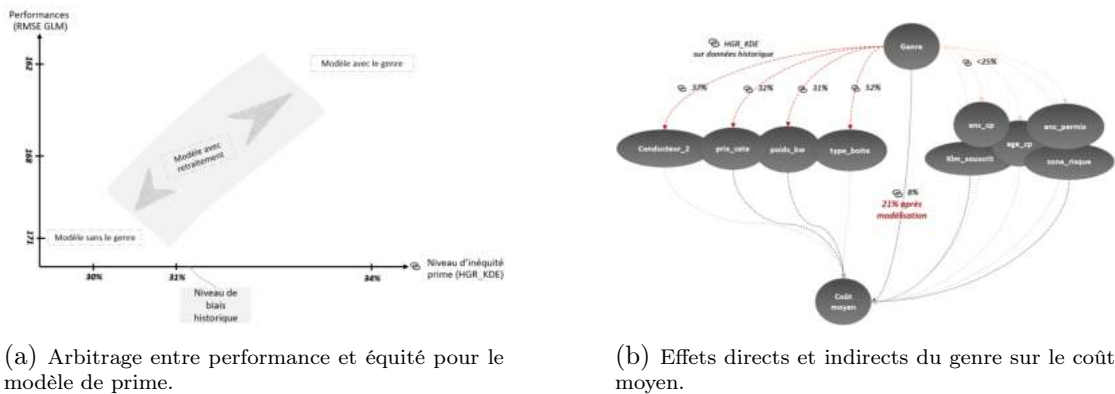 Performances
(RMSE GLM)
162
Modèle avec le genre
Modèle avec
retraitement
168
Modèle sans le genre
171
30%
31%
34%
Niveau d'inéquité
prime (HGR_KDE)
Niveau de
biais
historique
(a) Arbitrage entre performance et équité pour le
modèle de prime.
HGR_KDE
sur données historique
Genre
<25%
37%
32%
31%
52%
Conducteur_2
prix_cata
poids_kw
type_boite
anc_cp
anc_permis
age_cp
Klm_souscrit
zone_risque
8%
21% après
modélisation
Coût
moyen
(b) Effets directs et indirects du genre sur le coût
moyen.